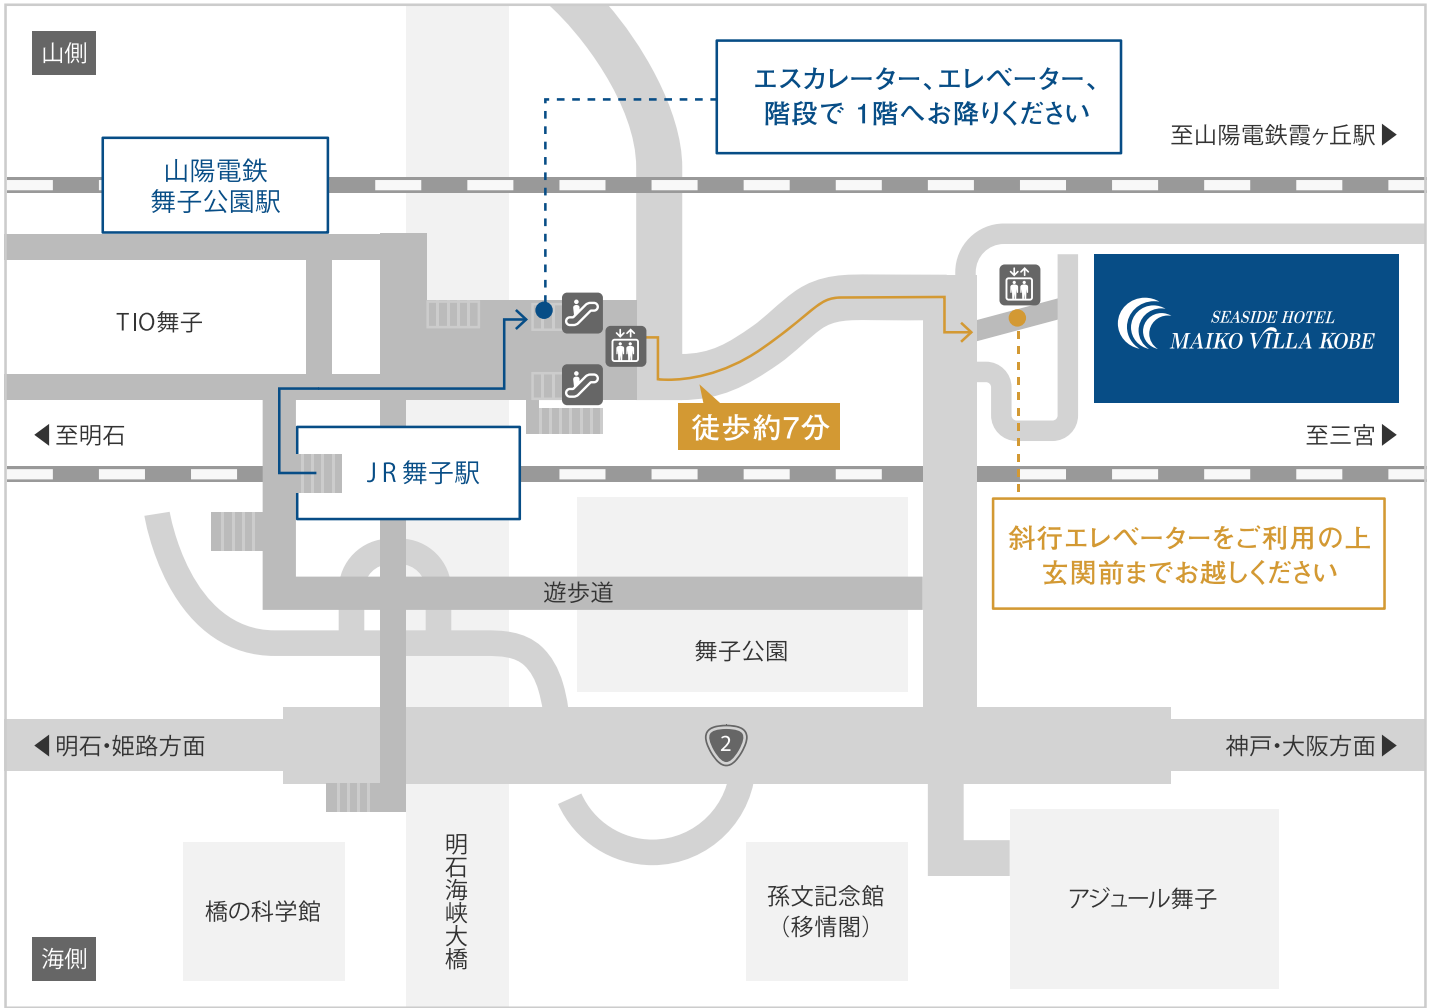 山側
エスカレーター、エレベーター、
階段で 1階へお降りください
至山陽電鉄霞ヶ丘駅▶
山陽電鉄
舞子公園駅
TIO舞子
SEASIDE HOTEL
MAIKO VILLA KOBE
◀至明石
徒歩約7分
至三宮▶
JR舞子駅
斜行エレベーターをご利用の上
玄関前までお越しください
遊歩道
舞子公園
◀明石・姫路方面
2
神戸・大阪方面▶
明石海峡大橋
橋の科学館
孫文記念館
（移情閣）
アジュール舞子
海側